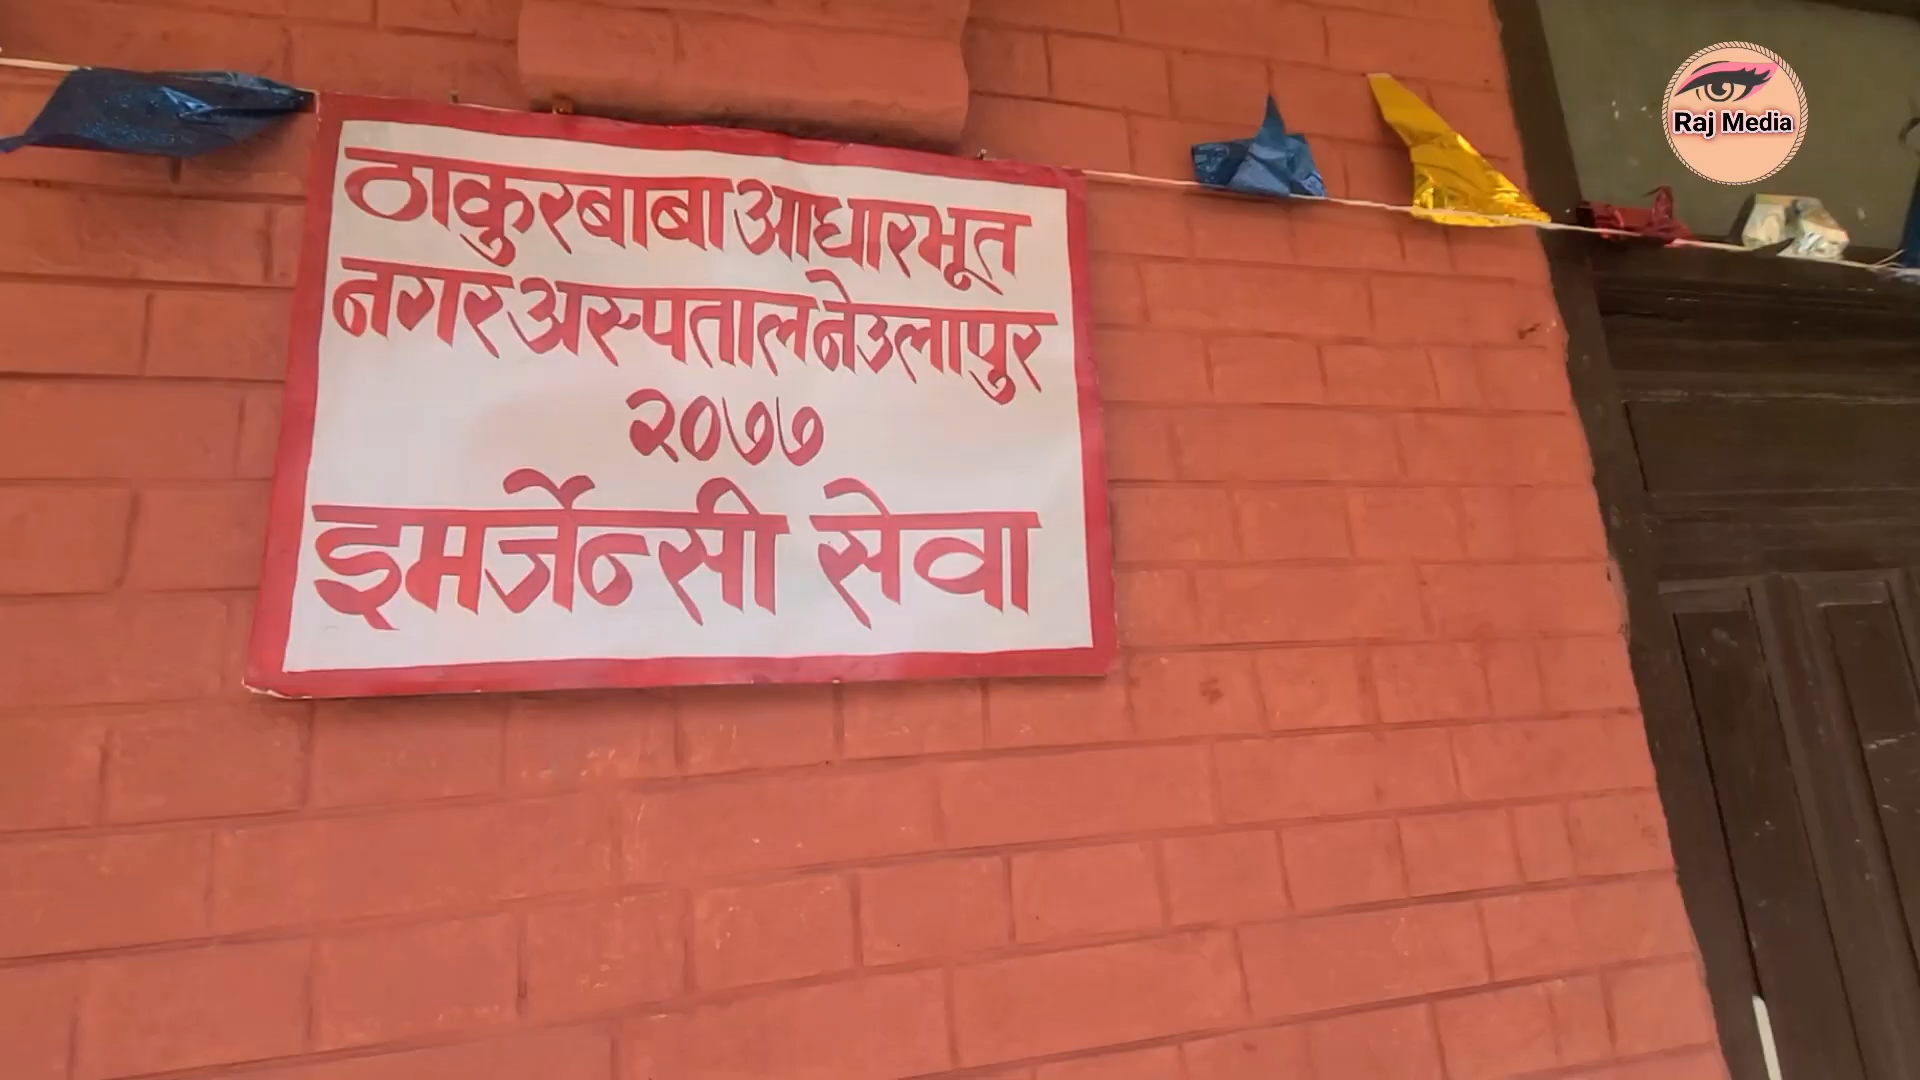 ठाकुरबाबा आधारभूत
नगर अस्पताल नेउलापुर
२०७७
इमर्जेन्सी सेवा
Raj Media